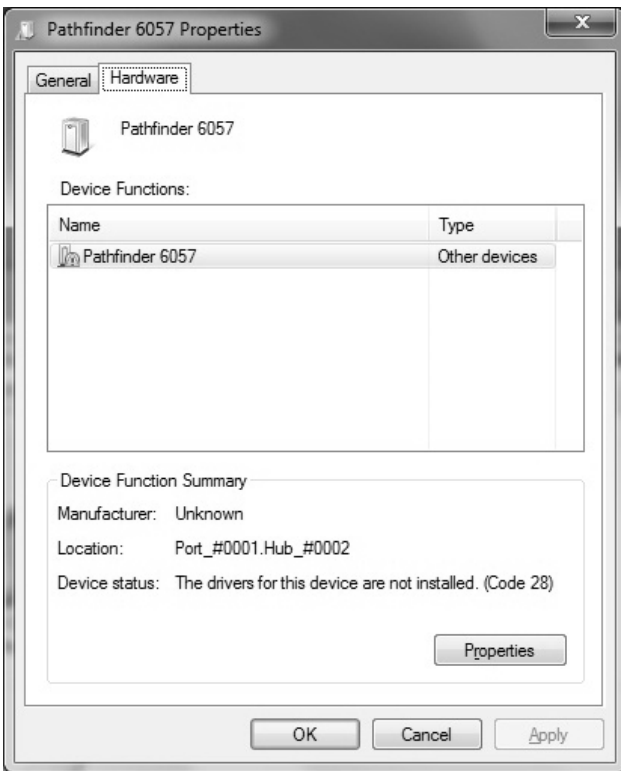 Pathfinder 6057 Properties
General Hardware
Pathfinder 6057
Device Functions:
Name Type
Pathfinder 6057 Other devices
Device Function Summary
Manufacturer: Unknown
Location: Port_#0001.Hub_#0002
Device status: The drivers for this device are not installed. (Code 28)
Properties
OK Cancel Apply